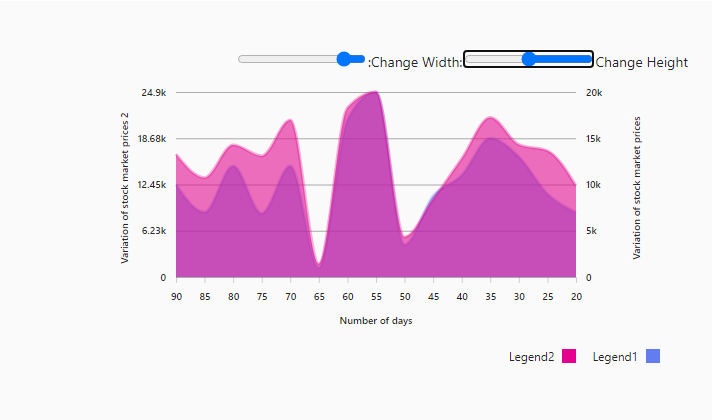 :Change Width: Change Height
24.9k
18.68k
12.45k
6.23k
0
Variation of stock market prices 2
20k
15k
10k
5k
0
Variation of stock market prices
90 85 80 75 70 65 60 55 50 45 40 35 30 25 20
Number of days
Legend2 Legend1